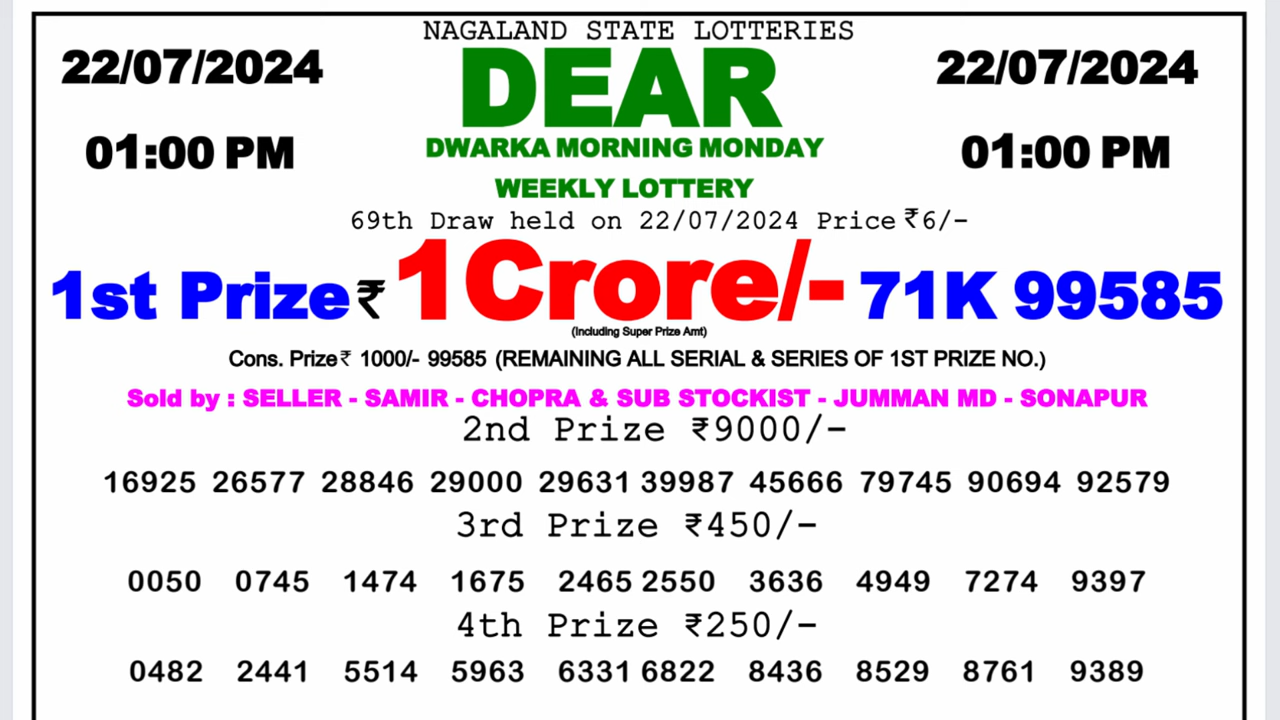 NAGALAND STATE LOTTERIES
22/07/2024 DEAR 22/07/2024
01:00 PM DWARKA MORNING MONDAY 01:00 PM
WEEKLY LOTTERY
69th Draw held on 22/07/2024 Price ₹6/-
1st Prize ₹ 1 Crore/- 71K 99585
(Including Super Prize Amt)
Cons. Prize ₹ 1000/- 99585 (REMAINING ALL SERIAL & SERIES OF 1ST PRIZE NO.)
Sold by : SELLER - SAMIR - CHOPRA & SUB STOCKIST - JUMMAN MD - SONAPUR
2nd Prize ₹9000/-
16925 26577 28846 29000 29631 39987 45666 79745 90694 92579
3rd Prize ₹450/-
0050 0745 1474 1675 2465 2550 3636 4949 7274 9397
4th Prize ₹250/-
0482 2441 5514 5963 6331 6822 8436 8529 8761 9389